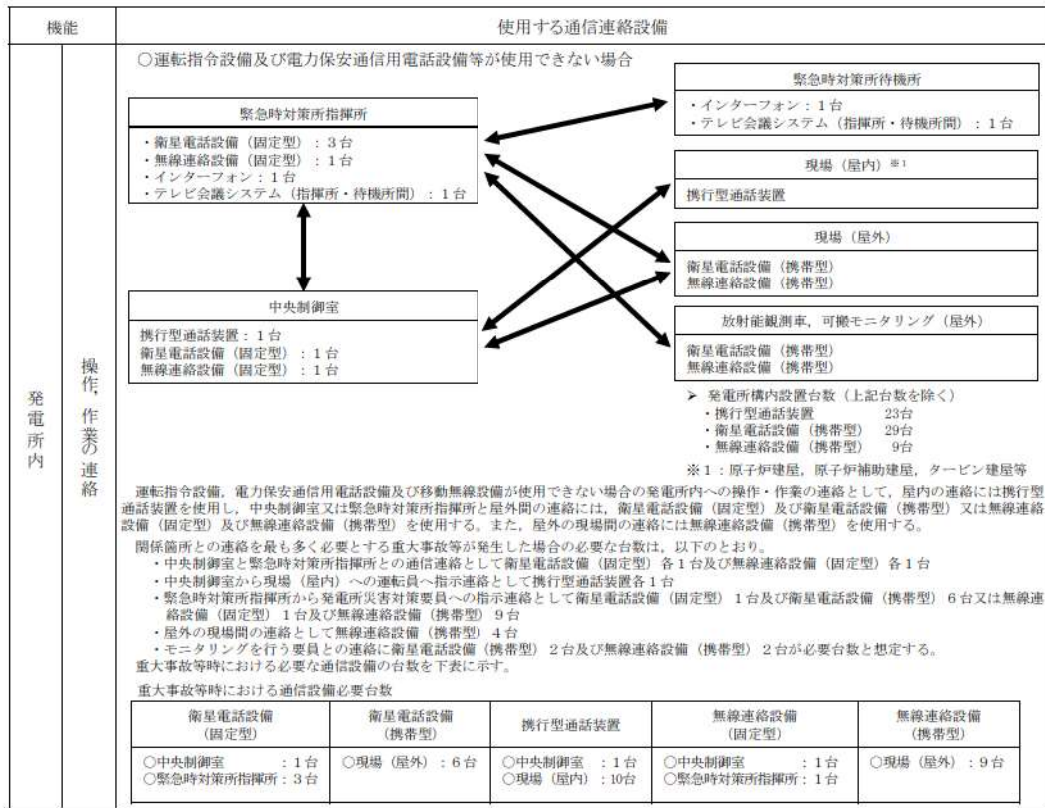 機能
使用する通信連絡設備
発電所内
操作，作業の連絡
○運転指令設備及び電力保安通信用電話設備等が使用できない場合
緊急時対策所指揮所
・衛星電話設備（固定型）：３台
・無線連絡設備（固定型）：１台
・インターフォン：１台
・テレビ会議システム（指揮所・待機所間）：１台
中央制御室
携行型通話装置：１台
衛星電話設備（固定型）：１台
無線連絡設備（固定型）：１台
緊急時対策所待機所
・インターフォン：１台
・テレビ会議システム（指揮所・待機所間）：１台
現場（屋内）※1
携行型通話装置
現場（屋外）
衛星電話設備（携帯型）
無線連絡設備（携帯型）
放射能観測車，可搬モニタリング（屋外）
衛星電話設備（携帯型）
無線連絡設備（携帯型）
➢ 発電所構内設置台数（上記台数を除く）
・携行型通話装置 23台
・衛星電話設備（携帯型） 29台
・無線連絡設備（携帯型） 9台
※１：原子炉建屋，原子炉補助建屋，タービン建屋等
運転指令設備，電力保安通信用電話設備及び移動無線設備が使用できない場合の発電所内への操作・作業の連絡として，屋内の連絡には携行型
通話装置を使用し，中央制御室又は緊急時対策所指揮所と屋外間の連絡には，衛星電話設備（固定型）及び衛星電話設備（携帯型）又は無線連絡
設備（固定型）及び無線連絡設備（携帯型）を使用する。また，屋外の現場間の連絡には無線連絡設備（携帯型）を使用する。
関係箇所との連絡を最も多く必要とする重大事故等が発生した場合の必要な台数は，以下のとおり。
・中央制御室と緊急時対策所指揮所との通信連絡として衛星電話設備（固定型）各１台及び無線連絡設備（固定型）各１台
・中央制御室から現場（屋内）への運転員へ指示連絡として携行型通話装置各１台
・緊急時対策所指揮所から発電所災害対策要員への指示連絡として衛星電話設備（固定型）１台及び衛星電話設備（携帯型）６台又は無線連
絡設備（固定型）１台及び無線連絡設備（携帯型）９台
・屋外の現場間の連絡として無線連絡設備（携帯型）４台
・モニタリングを行う要員との連絡に衛星電話設備（携帯型）２台及び無線連絡設備（携帯型）２台が必要台数と想定する。
重大事故等時における必要な通信設備の台数を下表に示す。
重大事故等時における通信設備必要台数
衛星電話設備
（固定型）
衛星電話設備
（携帯型）
携行型通話装置
無線連絡設備
（固定型）
無線連絡設備
（携帯型）
○中央制御室 ：１台
○緊急時対策所指揮所：３台
○現場（屋外）：６台
○中央制御室 ：１台
○現場（屋内）：10台
○中央制御室 ：１台
○緊急時対策所指揮所：１台
○現場（屋外）：９台